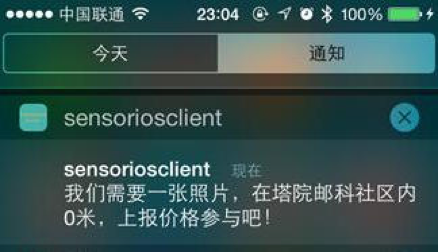 中国联通 23:04 100%
今天 通知
sensoriosclient
sensoriosclient 现在
我们需要一张照片，在塔院邮科社区内
0米，上报价格参与吧！